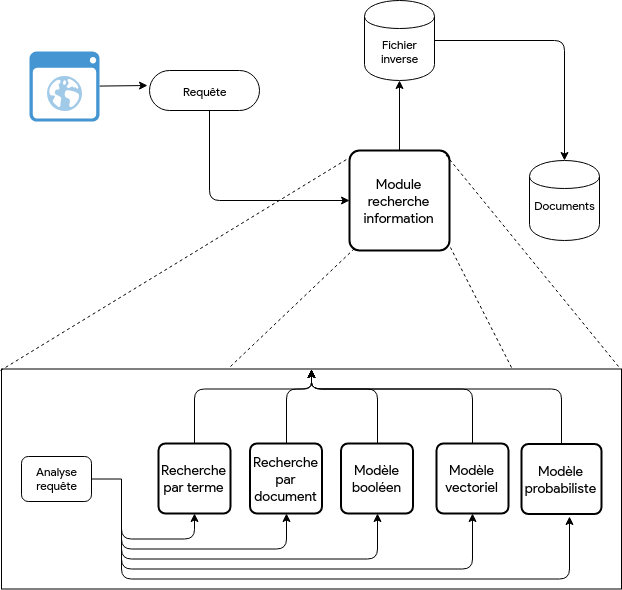 Fichier
inverse
Requête
Module
recherche
information
Documents
Analyse
requête
Recherche
par terme
Recherche
par
document
Modèle
booléen
Modèle
vectoriel
Modèle
probabiliste